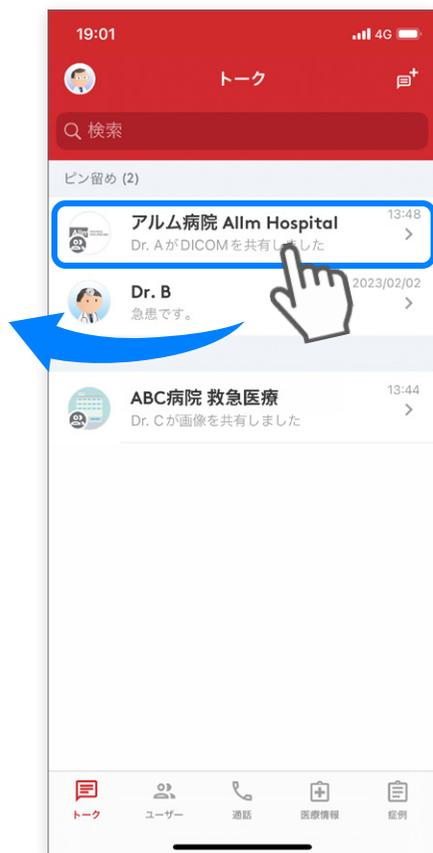 19:01
4G
トーク
検索
ピン留め (2)
アルム病院 Allm Hospital
13:48
Dr. AがDICOMを共有しました
Dr. B
2023/02/02
急患です。
ABC病院 救急医療
13:44
Dr. Cが画像を共有しました
トーク
ユーザー
通話
医療情報
症例